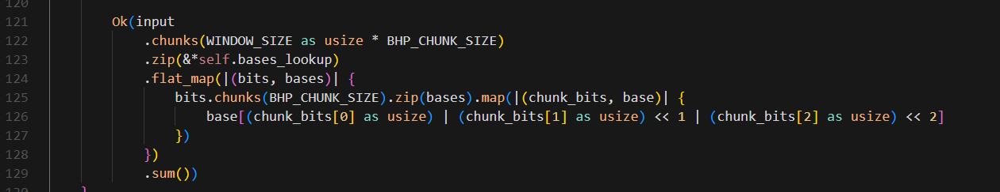 120
121 Ok(input
122 .chunks(WINDOW_SIZE as usize * BHP_CHUNK_SIZE)
123 .zip(&*self.bases_lookup)
124 .flat_map(|(bits, bases)| {
125 bits.chunks(BHP_CHUNK_SIZE).zip(bases).map(|(chunk_bits, base)| {
126 base[(chunk_bits[0] as usize) | (chunk_bits[1] as usize) << 1 | (chunk_bits[2] as usize) << 2]
127 })
128 })
129 .sum())
130 }